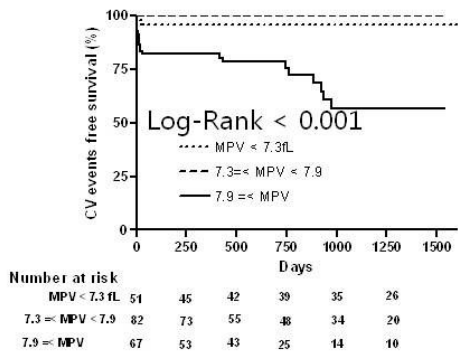 CV events free survival (%)
100
75
50
25
0
Log-Rank < 0.001
MPV < 7.3fL
7.3=< MPV < 7.9
7.9 =< MPV
0 250 500 750 1000 1250 1500
Days
Number at risk
MPV < 7.3 fL 51 45 42 39 35 26
7.3 =< MPV < 7.9 82 73 55 48 34 20
7.9 =< MPV 67 53 43 25 14 10